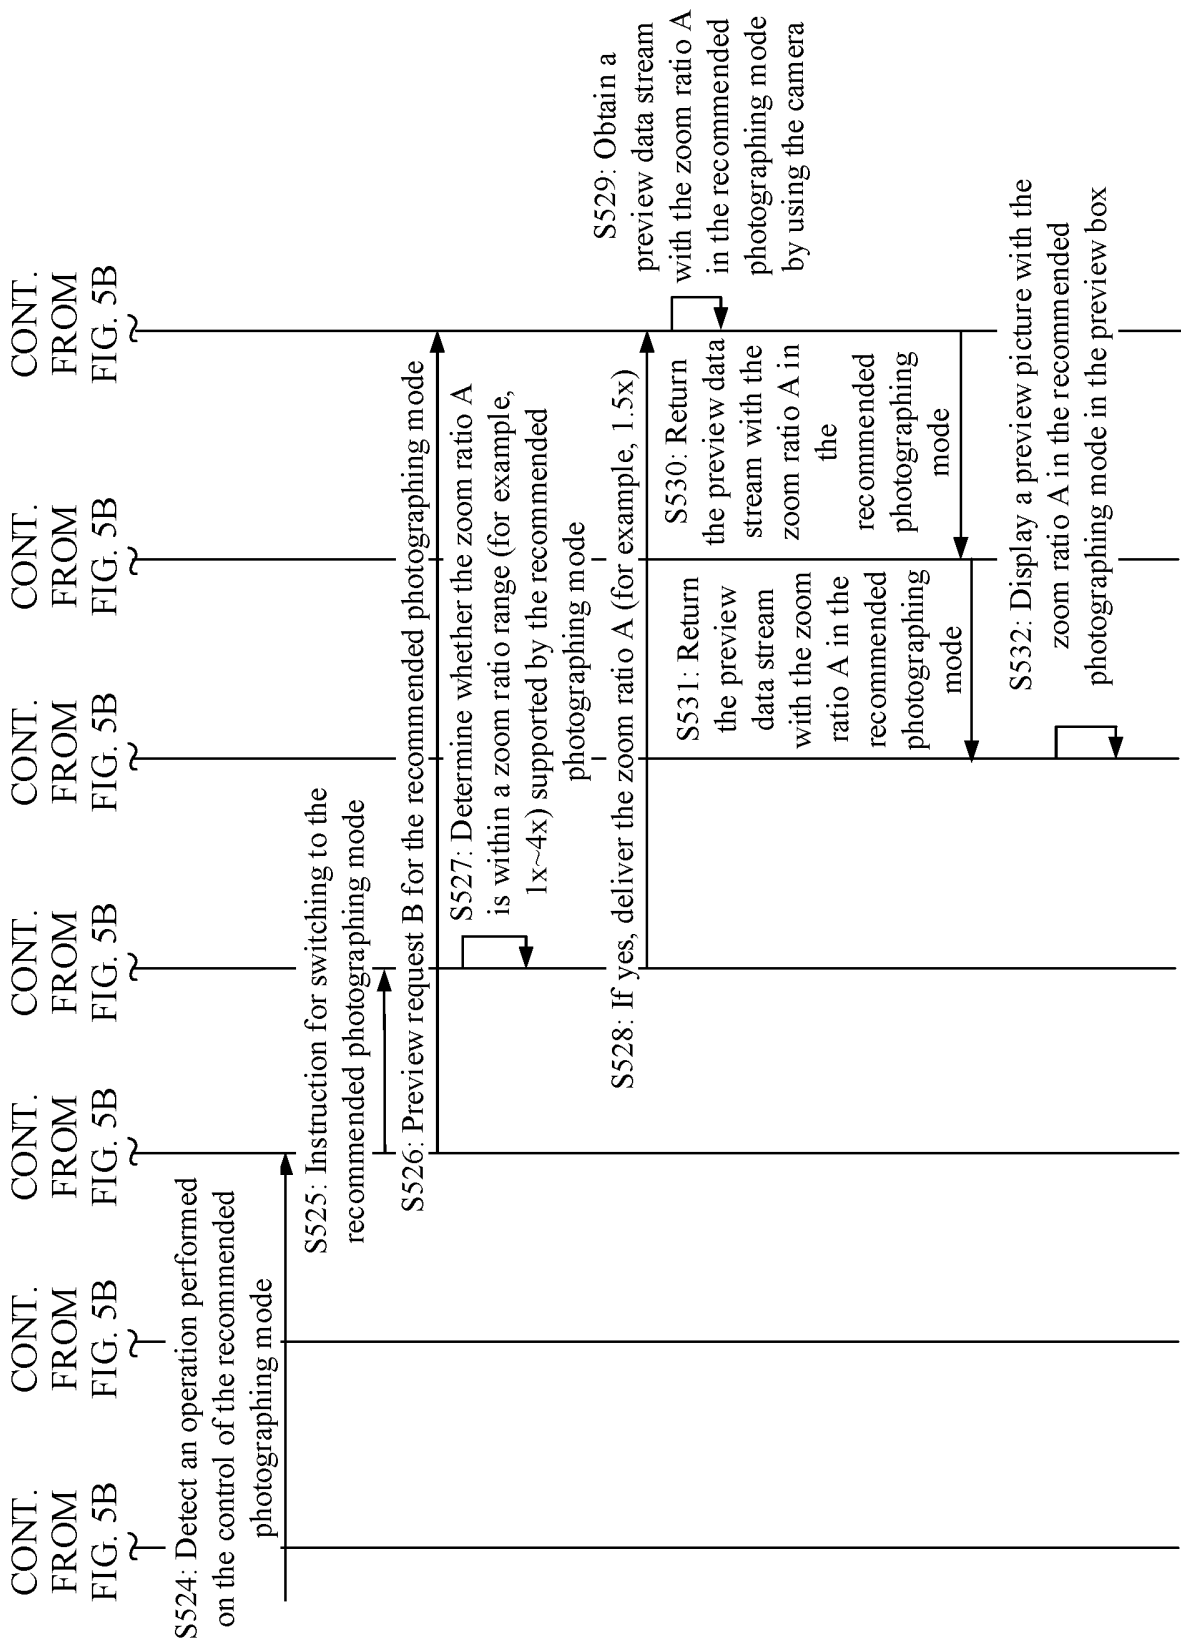 CONT.
FROM
FIG. 5B
CONT.
FROM
FIG. 5B
CONT.
FROM
FIG. 5B
CONT.
FROM
FIG. 5B
CONT.
FROM
FIG. 5B
CONT.
FROM
FIG. 5B
CONT.
FROM
FIG. 5B
S524: Detect an operation performed
on the control of the recommended
photographing mode
S525: Instruction for switching to the
recommended photographing mode
S526: Preview request B for the recommended photographing mode
S527: Determine whether the zoom ratio A
is within a zoom ratio range (for example,
1x~4x) supported by the recommended
photographing mode
S528: If yes, deliver the zoom ratio A (for example, 1.5x)
S529: Obtain a
preview data stream
with the zoom ratio A
in the recommended
photographing mode
by using the camera
S530: Return
the preview data
stream with the
zoom ratio A in
the
recommended
photographing
mode
S531: Return
the preview
data stream
with the zoom
ratio A in the
recommended
photographing
mode
S532: Display a preview picture with the
zoom ratio A in the recommended
photographing mode in the preview box